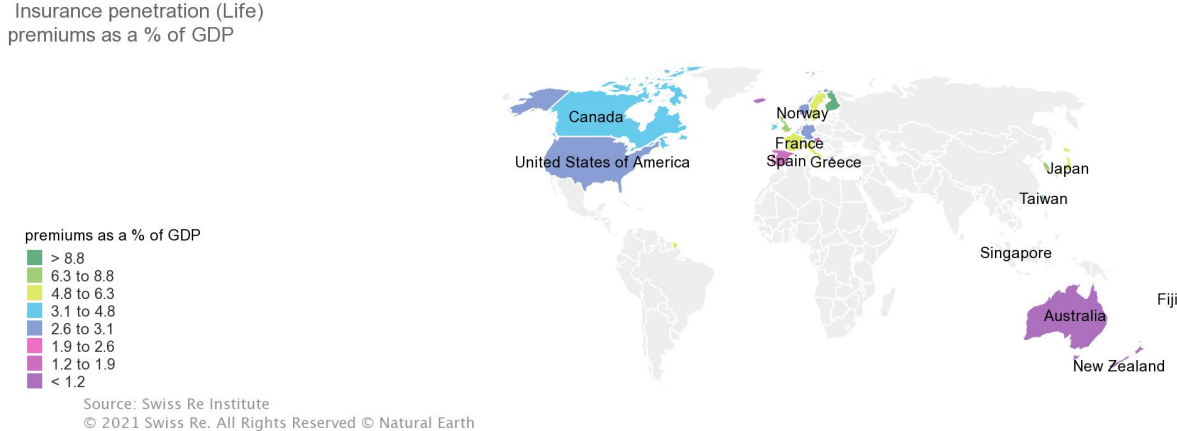 Insurance penetration (Life)
premiums as a % of GDP
Canada
Norway
France
United States of America
Spain
Greece
Japan
Taiwan
Singapore
Fiji
Australia
New Zealand
premiums as a % of GDP
> 8.8
6.3 to 8.8
4.8 to 6.3
3.1 to 4.8
2.6 to 3.1
1.9 to 2.6
1.2 to 1.9
< 1.2
Source: Swiss Re Institute
© 2021 Swiss Re. All Rights Reserved © Natural Earth